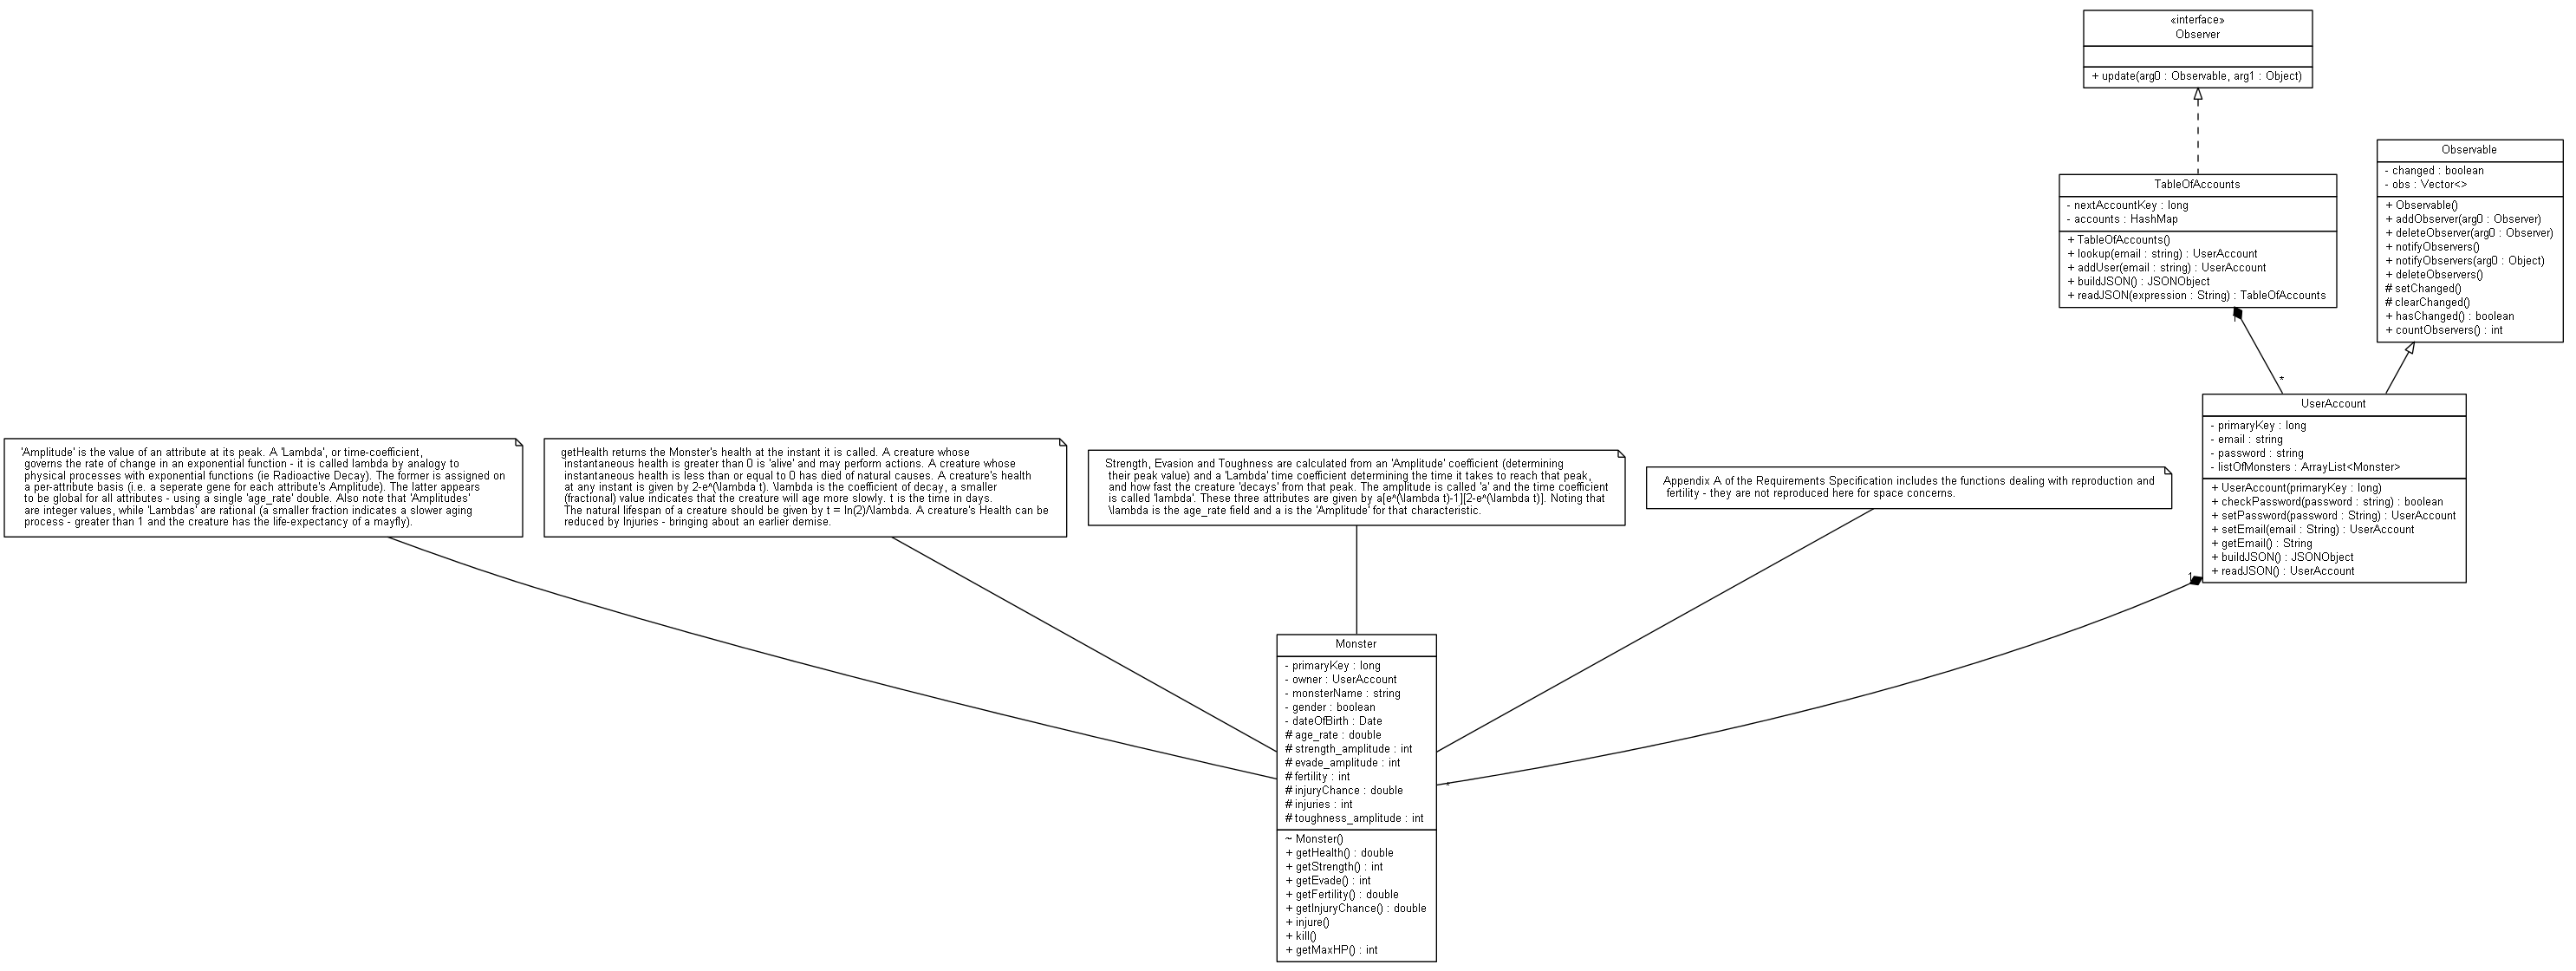 «interface»
Observer
+ update(arg0 : Observable, arg1 : Object)
Observable
- changed : boolean
- obs : Vector<>
+ Observable()
+ addObserver(arg0 : Observer)
+ deleteObserver(arg0 : Observer)
+ notifyObservers()
+ notifyObservers(arg0 : Object)
+ deleteObservers()
# setChanged()
# clearChanged()
+ hasChanged() : boolean
+ countObservers() : int
TableOfAccounts
- nextAccountKey : long
- accounts : HashMap
+ TableOfAccounts()
+ lookup(email : string) : UserAccount
+ addUser(email : string) : UserAccount
+ buildJSON() : JSONObject
+ readJSON(expression : String) : TableOfAccounts
*
UserAccount
- primaryKey : long
- email : string
- password : string
- listOfMonsters : ArrayList<Monster>
+ UserAccount(primaryKey : long)
+ checkPassword(password : string) : boolean
+ setPassword(password : String) : UserAccount
+ setEmail(email : String) : UserAccount
+ getEmail() : String
+ buildJSON() : JSONObject
+ readJSON() : UserAccount
1
'Amplitude' is the value of an attribute at its peak. A 'Lambda', or time-coefficient,
governs the rate of change in an exponential function - it is called lambda by analogy to
physical processes with exponential functions (ie Radioactive Decay). The former is assigned on
a per-attribute basis (i.e. a seperate gene for each attribute's Amplitude). The latter appears
to be global for all attributes - using a single 'age_rate' double. Also note that 'Amplitudes'
are integer values, while 'Lambdas' are rational (a smaller fraction indicates a slower aging
process - greater than 1 and the creature has the life-expectancy of a mayfly).
getHealth returns the Monster's health at the instant it is called. A creature whose
instantaneous health is greater than 0 is 'alive' and may perform actions. A creature whose
instantaneous health is less than or equal to 0 has died of natural causes. A creature's health
at any instant is given by 2-e^(\lambda t). \lambda is the coefficient of decay, a smaller
(fractional) value indicates that the creature will age more slowly. t is the time in days.
The natural lifespan of a creature should be given by t = ln(2)/\lambda. A creature's Health can be
reduced by Injuries - bringing about an earlier demise.
Strength, Evasion and Toughness are calculated from an 'Amplitude' coefficient (determining
their peak value) and a 'Lambda' time coefficient determining the time it takes to reach that peak,
and how fast the creature 'decays' from that peak. The amplitude is called 'a' and the time coefficient
is called 'lambda'. These three attributes are given by a[e^(\lambda t)-1][2-e^(\lambda t)]. Noting that
\lambda is the age_rate field and a is the 'Amplitude' for that characteristic.
Appendix A of the Requirements Specification includes the functions dealing with reproduction and
fertility - they are not reproduced here for space concerns.
Monster
- primaryKey : long
- owner : UserAccount
- monsterName : string
- gender : boolean
- dateOfBirth : Date
# age_rate : double
# strength_amplitude : int
# evade_amplitude : int
# fertility : int
# injuryChance : double
# injuries : int
# toughness_amplitude : int
~ Monster()
+ getHealth() : double
+ getStrength() : int
+ getEvade() : int
+ getFertility() : double
+ getInjuryChance() : double
+ injure()
+ kill()
+ getMaxHP() : int
*